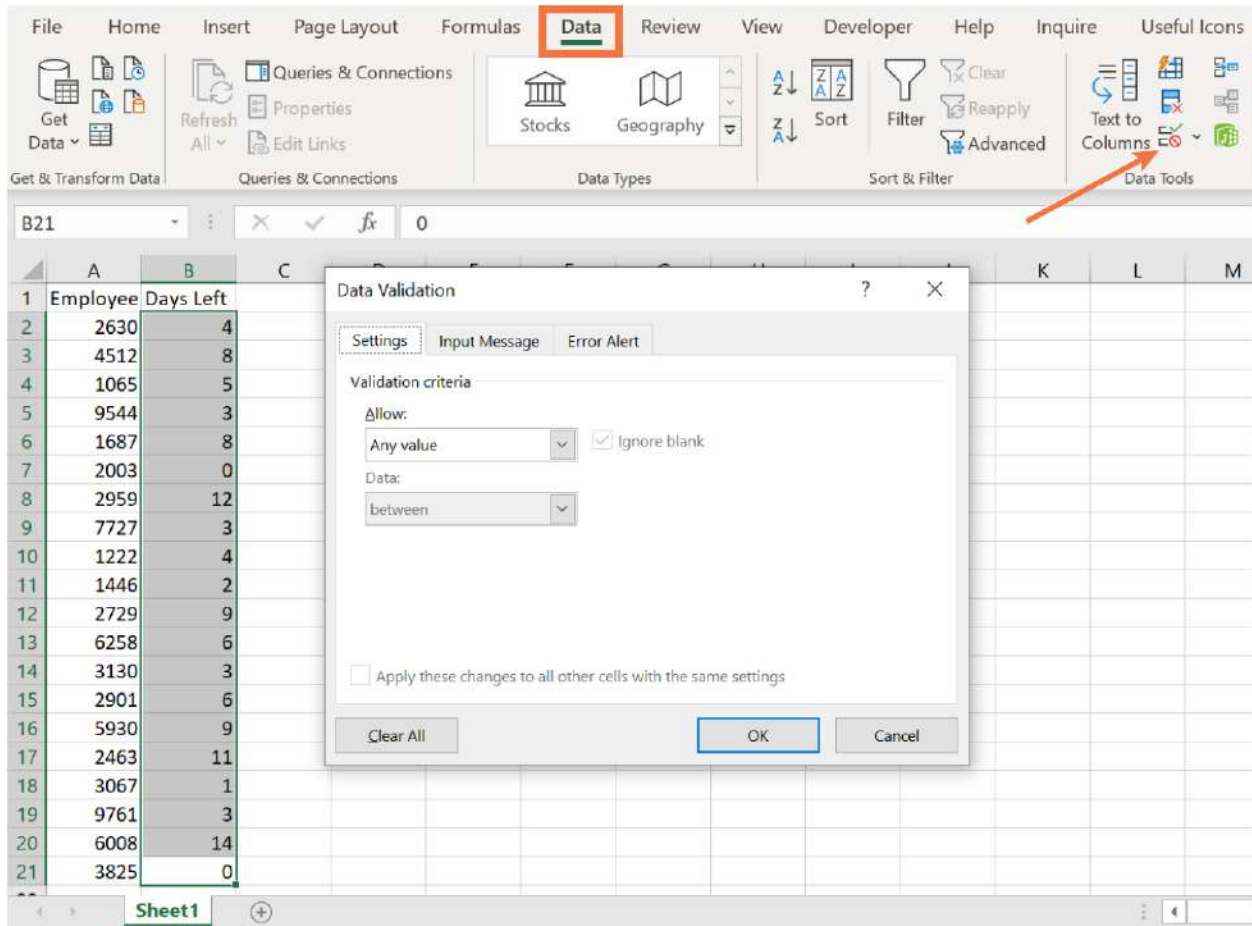 File Home Insert Page Layout Formulas Data Review View Developer Help Inquire Useful Icons
Get Data
Refresh All
Queries & Connections
Properties
Edit Links
Stocks Geography
Sort
Filter
Clear
Reapply
Advanced
Text to Columns
Get & Transform Data Queries & Connections Data Types Sort & Filter Data Tools
B21 fx 0
A B C K L M
1 Employee Days Left
2 2630 4
3 4512 8
4 1065 5
5 9544 3
6 1687 8
7 2003 0
8 2959 12
9 7727 3
10 1222 4
11 1446 2
12 2729 9
13 6258 6
14 3130 3
15 2901 6
16 5930 9
17 2463 11
18 3067 1
19 9761 3
20 6008 14
21 3825 0
Data Validation ?
Settings Input Message Error Alert
Validation criteria
Allow:
Any value Ignore blank
Data:
between
Apply these changes to all other cells with the same settings
Clear All OK Cancel
Sheet1